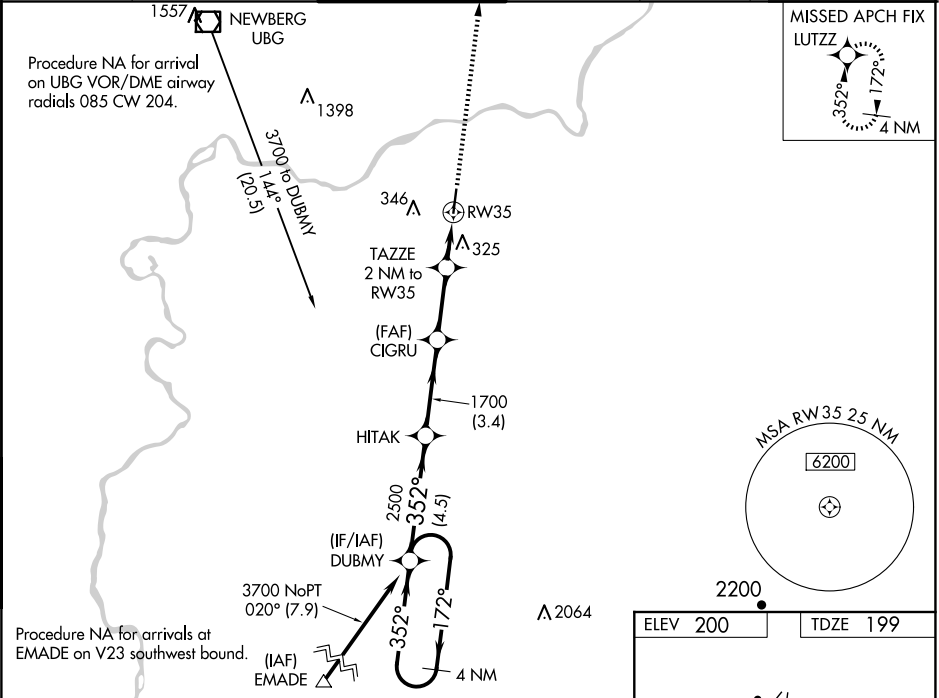 1557
NEWBERG
UBG
Procedure NA for arrival
on UBG VOR/DME airway
radials 085 CW 204.
1398
3700 to DUBMY
144°
(20.5)
MISSED APCH FIX
LUTZZ
352°
172°
4 NM
346
RW35
325
TAZZE
2 NM to
RW35
(FAF)
CIGRU
1700
(3.4)
HITAK
2500
352°
(4.5)
MSA RW35 25 NM
6200
(IF/IAF)
DUBMY
3700 NoPT
020° (7.9)
352°
172°
4 NM
2064
Procedure NA for arrivals at
EMADE on V23 southwest bound.
(IAF)
EMADE
2200
ELEV 200
TDZE 199